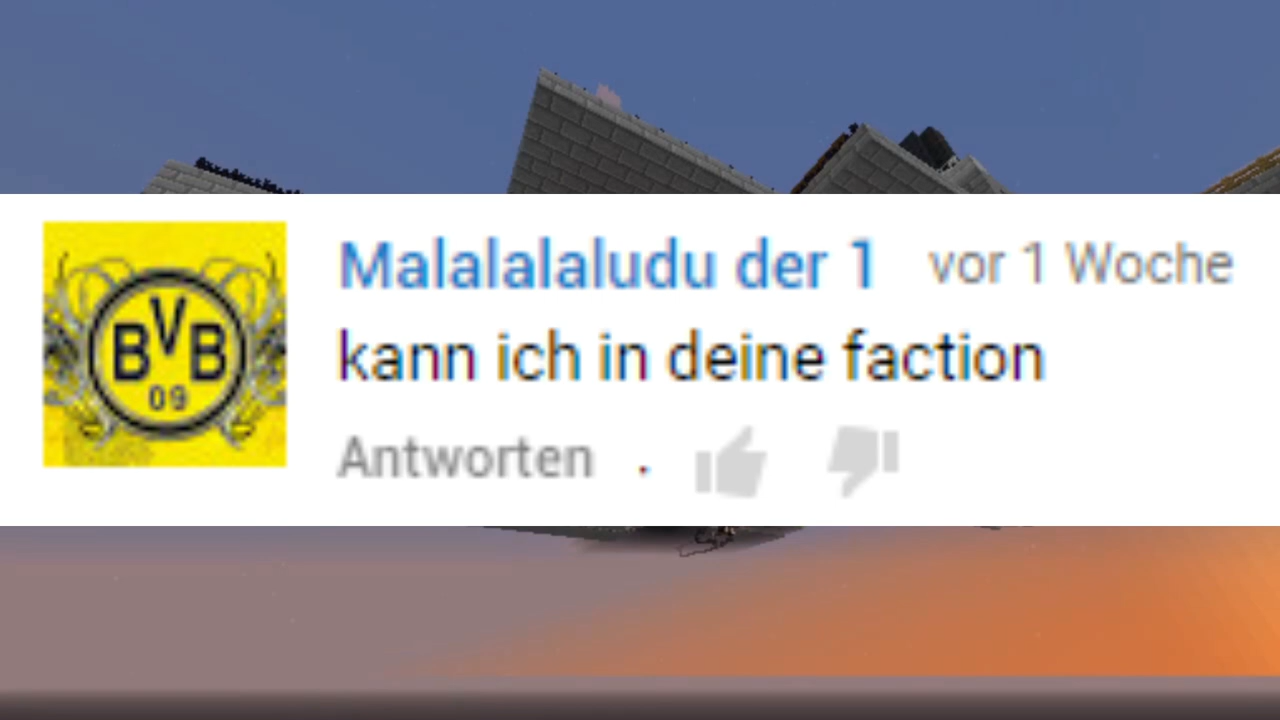 BVB
09
Malalalaludu der 1 vor 1 Woche
kann ich in deine faction
Antworten .